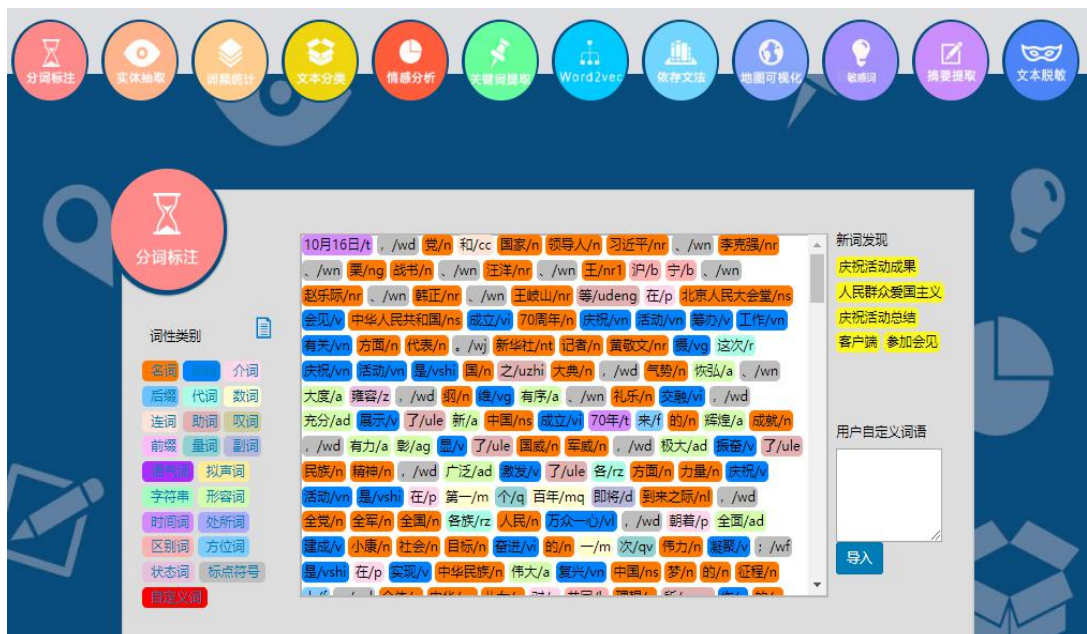 分词标注 实体抽取 词频统计 文本分类 情感分析 关键词提取 Word2vec 依存文法 地图可视化 敏感词 摘要提取 文本脱敏
分词标注
词性类别
名词 动词 介词
后缀 代词 数词
连词 助词 叹词
前缀 量词 副词
语气词 拟声词
字符串 形容词
时间词 处所词
区别词 方位词
状态词 标点符号
自定义词
10月16日/t ，/wd 党/n 和/cc 国家/n 领导人/n 习近平/nr 、/wn 李克强/nr
、/wn 栗/ng 战书/n 、/wn 汪洋/nr 、/wn 王/nr1 沪/b 宁/b 、/wn
赵乐际/nr 、/wn 韩正/nr 、/wn 王岐山/nr 等/udeng 在/p 北京人民大会堂/ns
会见/v 中华人民共和国/ns 成立/vi 70周年/n 庆祝/vn 活动/vn 筹办/v 工作/vn
有关/vn 方面/n 代表/n 。/wj 新华社/nt 记者/n 黄敬文/nr 摄/vg 这次/r
庆祝/vn 活动/vn 是/vshi 国/n 之/uzhi 大典/n ，/wd 气势/n 恢弘/a 、/wn
大度/a 雍容/z ，/wd 纲/n 维/vg 有序/a 、/wn 礼乐/n 交融/vi ，/wd
充分/ad 展示/v 了/ule 新/a 中国/ns 成立/vi 70年/t 来/f 的/n 辉煌/a 成就/n
，/wd 有力/a 彰/ag 显/v 了/ule 国威/n 军威/n ，/wd 极大/ad 振奋/v 了/ule
民族/n 精神/n ，/wd 广泛/ad 激发/v 了/ule 各/rz 方面/n 力量/n 庆祝/v
活动/vn 是/vshi 在/p 第一/m 个/q 百年/mq 即将/d 到来之际/nl ，/wd
全党/n 全军/n 全国/n 各族/rz 人民/n 万众一心/vl ，/wd 朝着/p 全面/ad
建成/v 小康/n 社会/n 目标/n 奋进/vi 的/n 一/m 次/qv 伟力/n 凝聚/v ；/wf
是/vshi 在/p 实现/v 中华民族/n 伟大/a 复兴/vn 中国/ns 梦/n 的/n 征程/n
新词发现
庆祝活动成果
人民群众爱国主义
庆祝活动总结
客户端 参加会见
用户自定义词语
导入